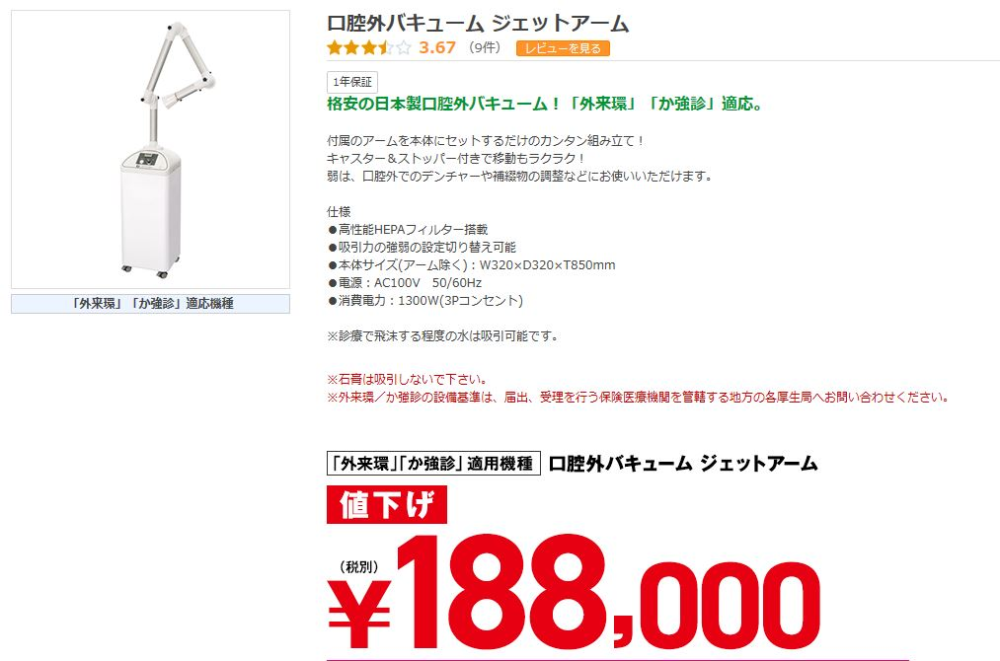 口腔外バキューム ジェットアーム
★★★★☆ 3.67 （9件） レビューを見る
1年保証
格安の日本製口腔外バキューム！「外来環」「か強診」適応。
付属のアームを本体にセットするだけのカンタン組み立て！
キャスター＆ストッパー付きで移動もラクラク！
弱は、口腔外でのデンチャーや補綴物の調整などにお使いいただけます。
仕様
●高性能HEPAフィルター搭載
●吸引力の強弱の設定切り替え可能
●本体サイズ(アーム除く)：W320×D320×T850mm
●電源：AC100V　50/60Hz
●消費電力：1300W(3Pコンセント)
「外来環」「か強診」適応機種
※診療で飛沫する程度の水は吸引可能です。
※石膏は吸引しないで下さい。
※外来環／か強診の設備基準は、届出、受理を行う保険医療機関を管轄する地方の各厚生局へお問い合わせください。
「外来環」「か強診」適用機種 口腔外バキューム ジェットアーム
値下げ
（税別）
¥188,000